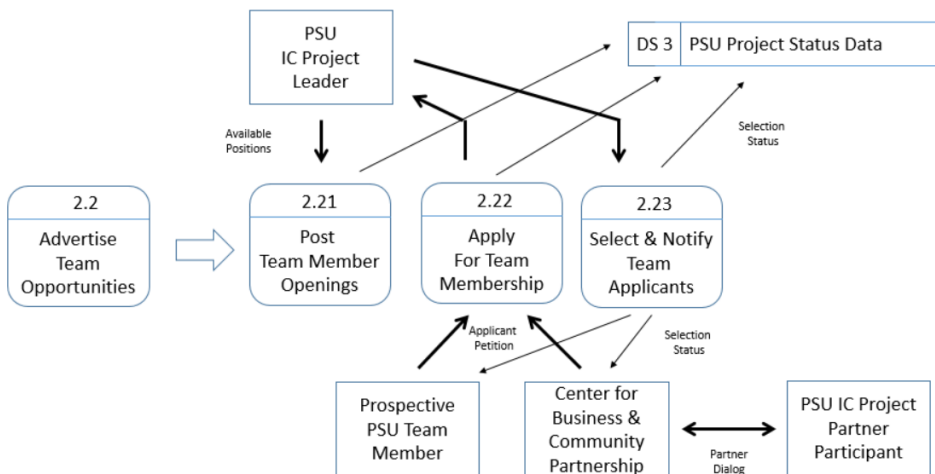 PSU
IC Project
Leader
DS 3
PSU Project Status Data
Available
Positions
Selection
Status
2.2
Advertise
Team
Opportunities
2.21
Post
Team Member
Openings
2.22
Apply
For Team
Membership
2.23
Select & Notify
Team
Applicants
Applicant
Petition
Selection
Status
Prospective
PSU Team
Member
Center for
Business &
Community
Partnership
Partner
Dialog
PSU IC Project
Partner
Participant